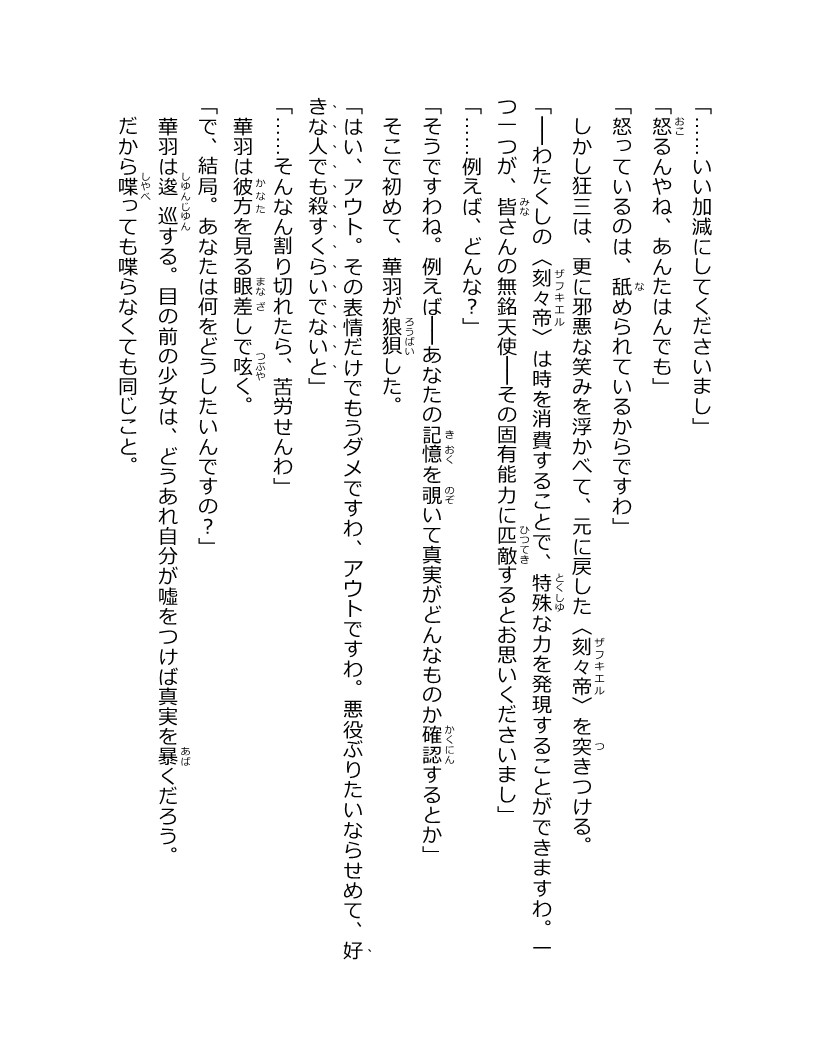 「……いい加減にしてくださいまし」
「怒るんやね、あんたはんでも」
「怒っているのは、舐められているからですわ」
　しかし狂三は、更に邪悪な笑みを浮かべて、元に戻した〈刻々帝〉を突きつける。
「──わたくしの〈刻々帝〉は時を消費することで、特殊な力を発現することができますわ。一
つ一つが、皆さんの無銘天使──その固有能力に匹敵するとお思いくださいまし」
「……例えば、どんな？」
「そうですわね。例えば──あなたの記憶を覗いて真実がどんなものか確認するとか」
　そこで初めて、華羽が狼狽した。
「はい、アウト。その表情だけでもうダメですわ、アウトですわ。悪役ぶりたいならせめて、好
きな人でも殺すくらいでないと」
「……そんなん割り切れたら、苦労せんわ」
　華羽は彼方を見る眼差しで呟く。
「で、結局。あなたは何をどうしたいんですの？」
　華羽は逡巡する。目の前の少女は、どうあれ自分が嘘をつけば真実を暴くだろう。
だから喋っても喋らなくても同じこと。